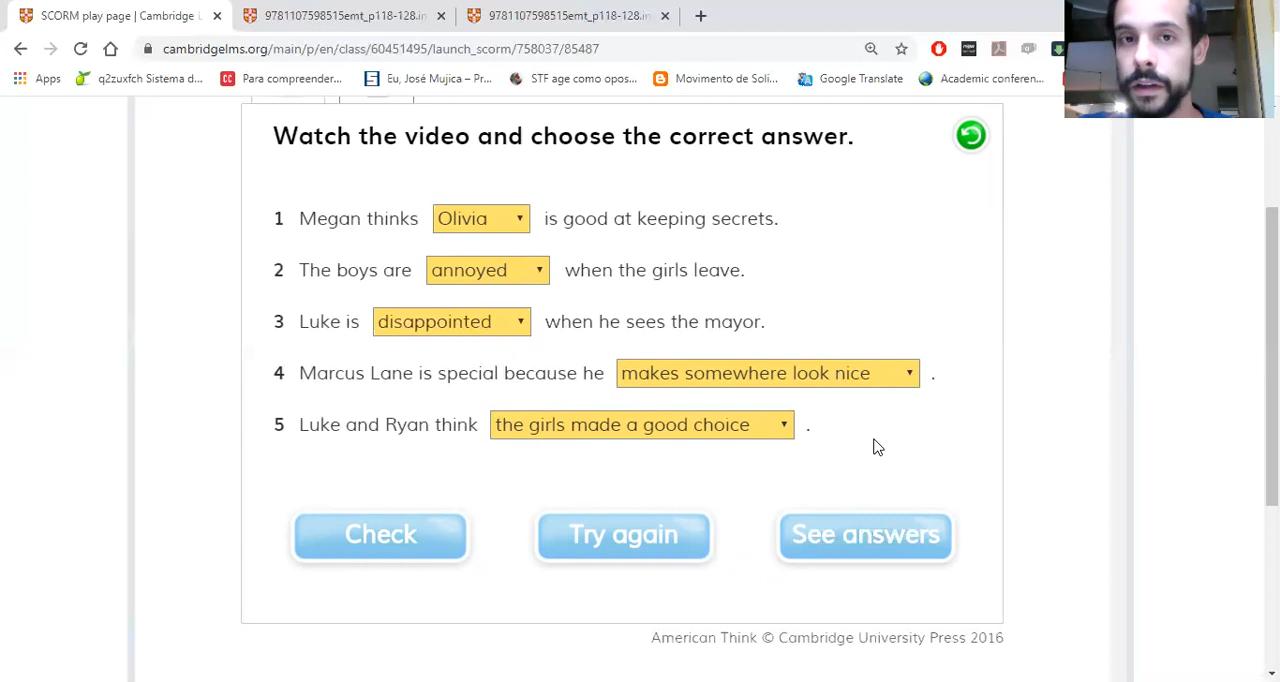 SCORM play page | Cambridge L
9781107598515emt_p118-128.in
9781107598515emt_p118-128.im
cambridgelms.org/main/p/en/class/60451495/launch_scorm/758037/85487
Apps
q2zuxfch Sistema d...
CC Para compreender...
S Eu, José Mujica – Pr...
STF age como opos...
Movimento de Soli...
Google Translate
Academic conferen...
Watch the video and choose the correct answer.
1 Megan thinks Olivia is good at keeping secrets.
2 The boys are annoyed when the girls leave.
3 Luke is disappointed when he sees the mayor.
4 Marcus Lane is special because he makes somewhere look nice .
5 Luke and Ryan think the girls made a good choice .
Check
Try again
See answers
American Think © Cambridge University Press 2016